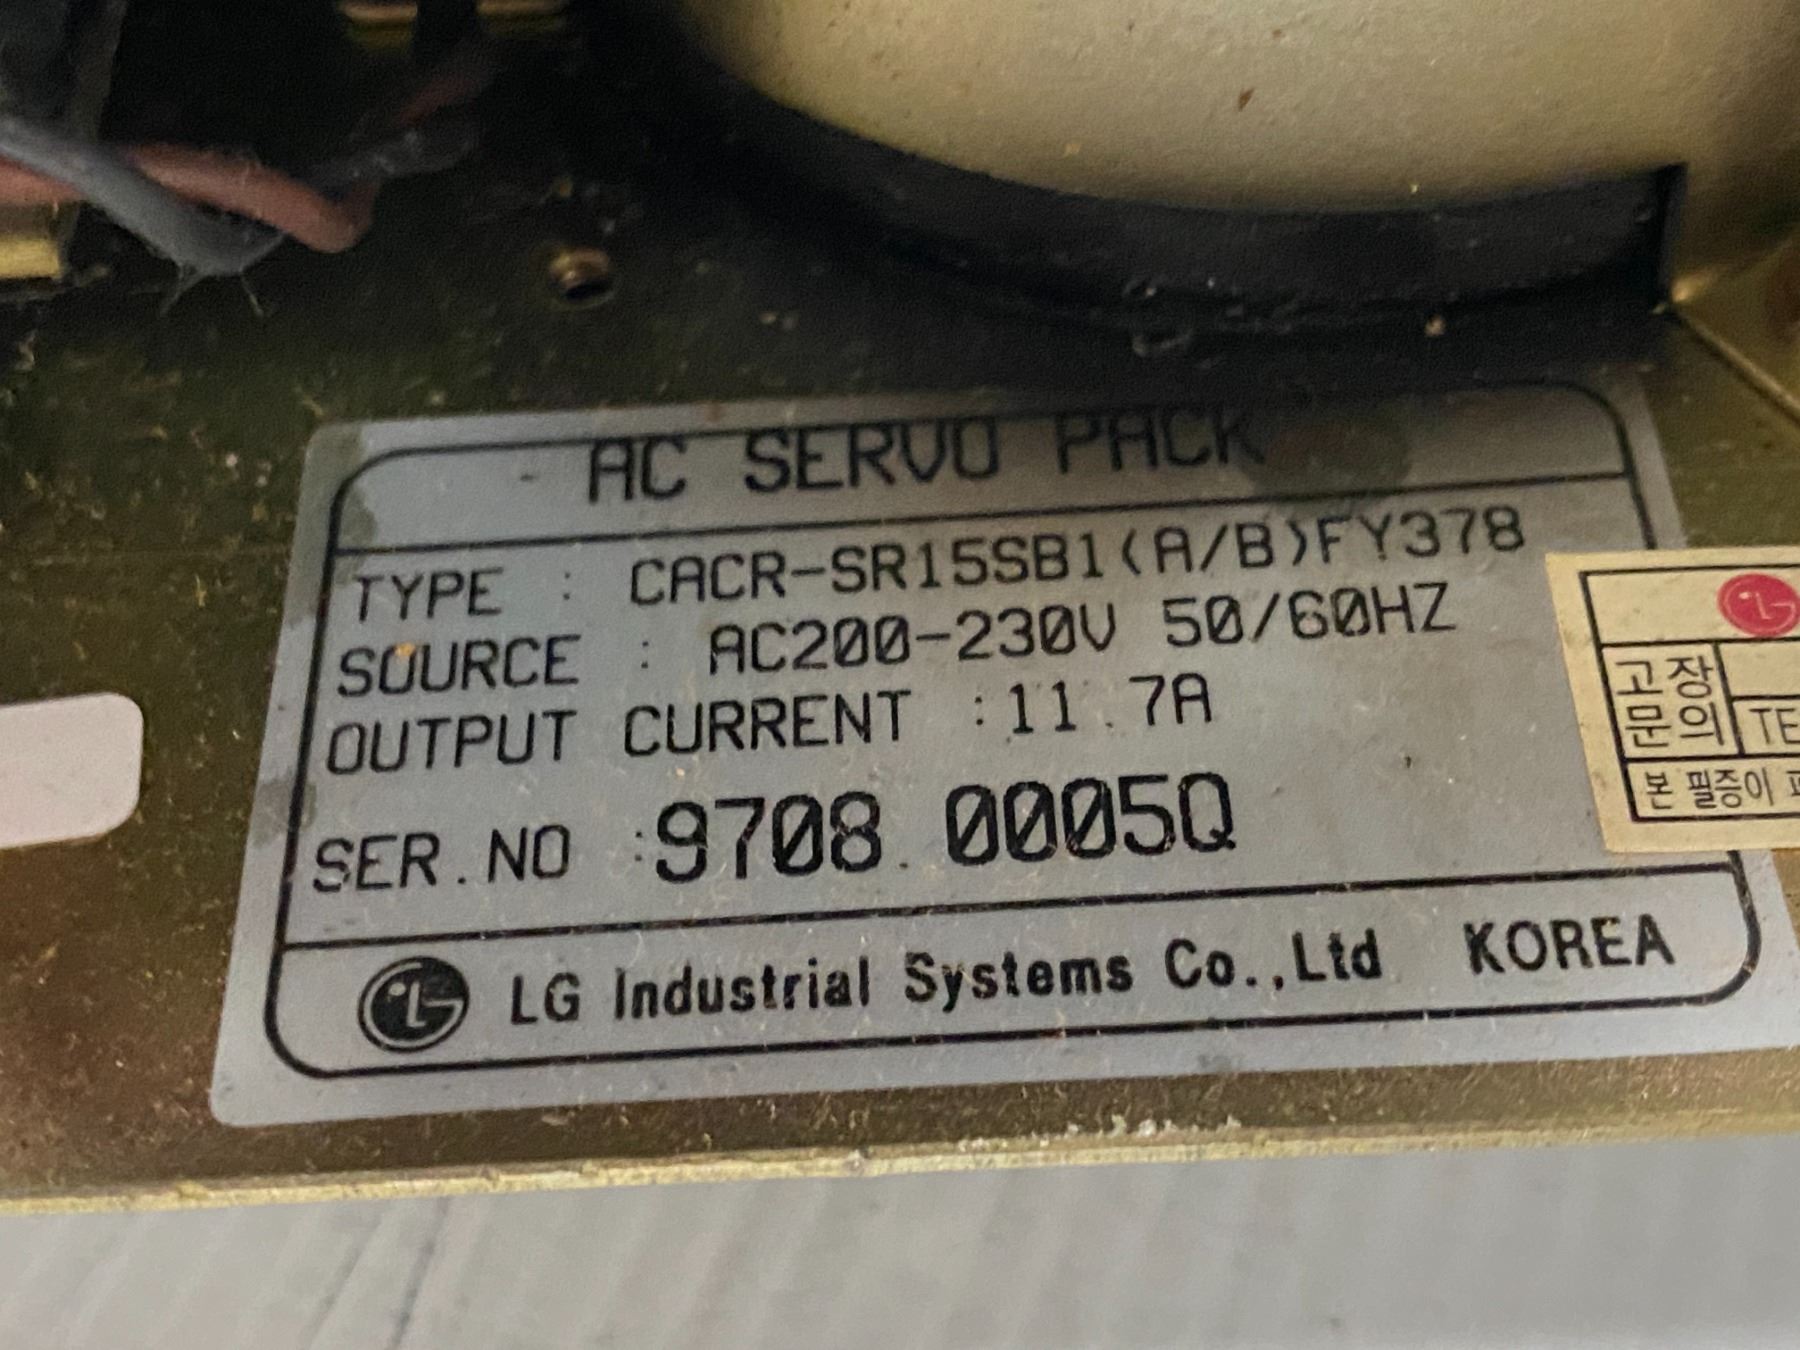 AC SERVO PACK
TYPE : CACR-SR15SB1(A/B)FY378
SOURCE : AC200-230V 50/60HZ
OUTPUT CURRENT : 11.7A
SER.NO : 9708 0005Q
LG Industrial Systems Co.,Ltd KOREA
고장
문의
본 필증이